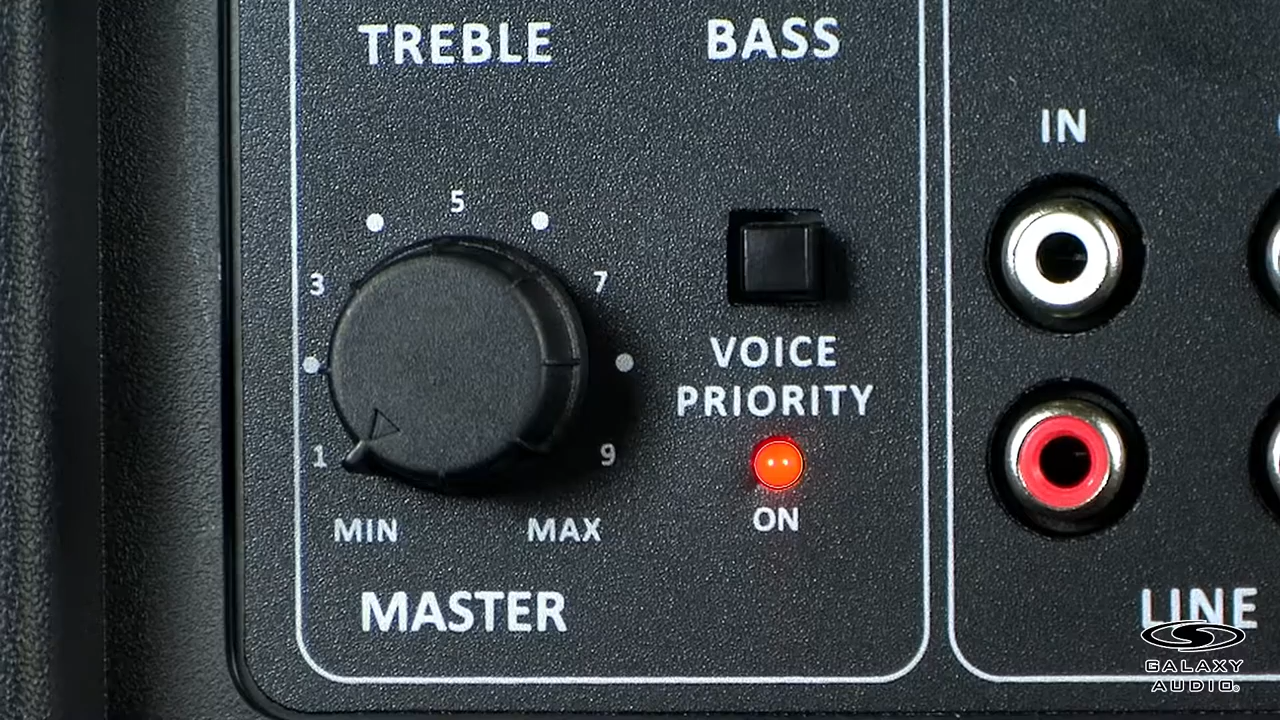 TREBLE
BASS
IN
5
3
7
1
9
MIN
MAX
MASTER
VOICE
PRIORITY
ON
LINE
GALAXY
AUDIO®